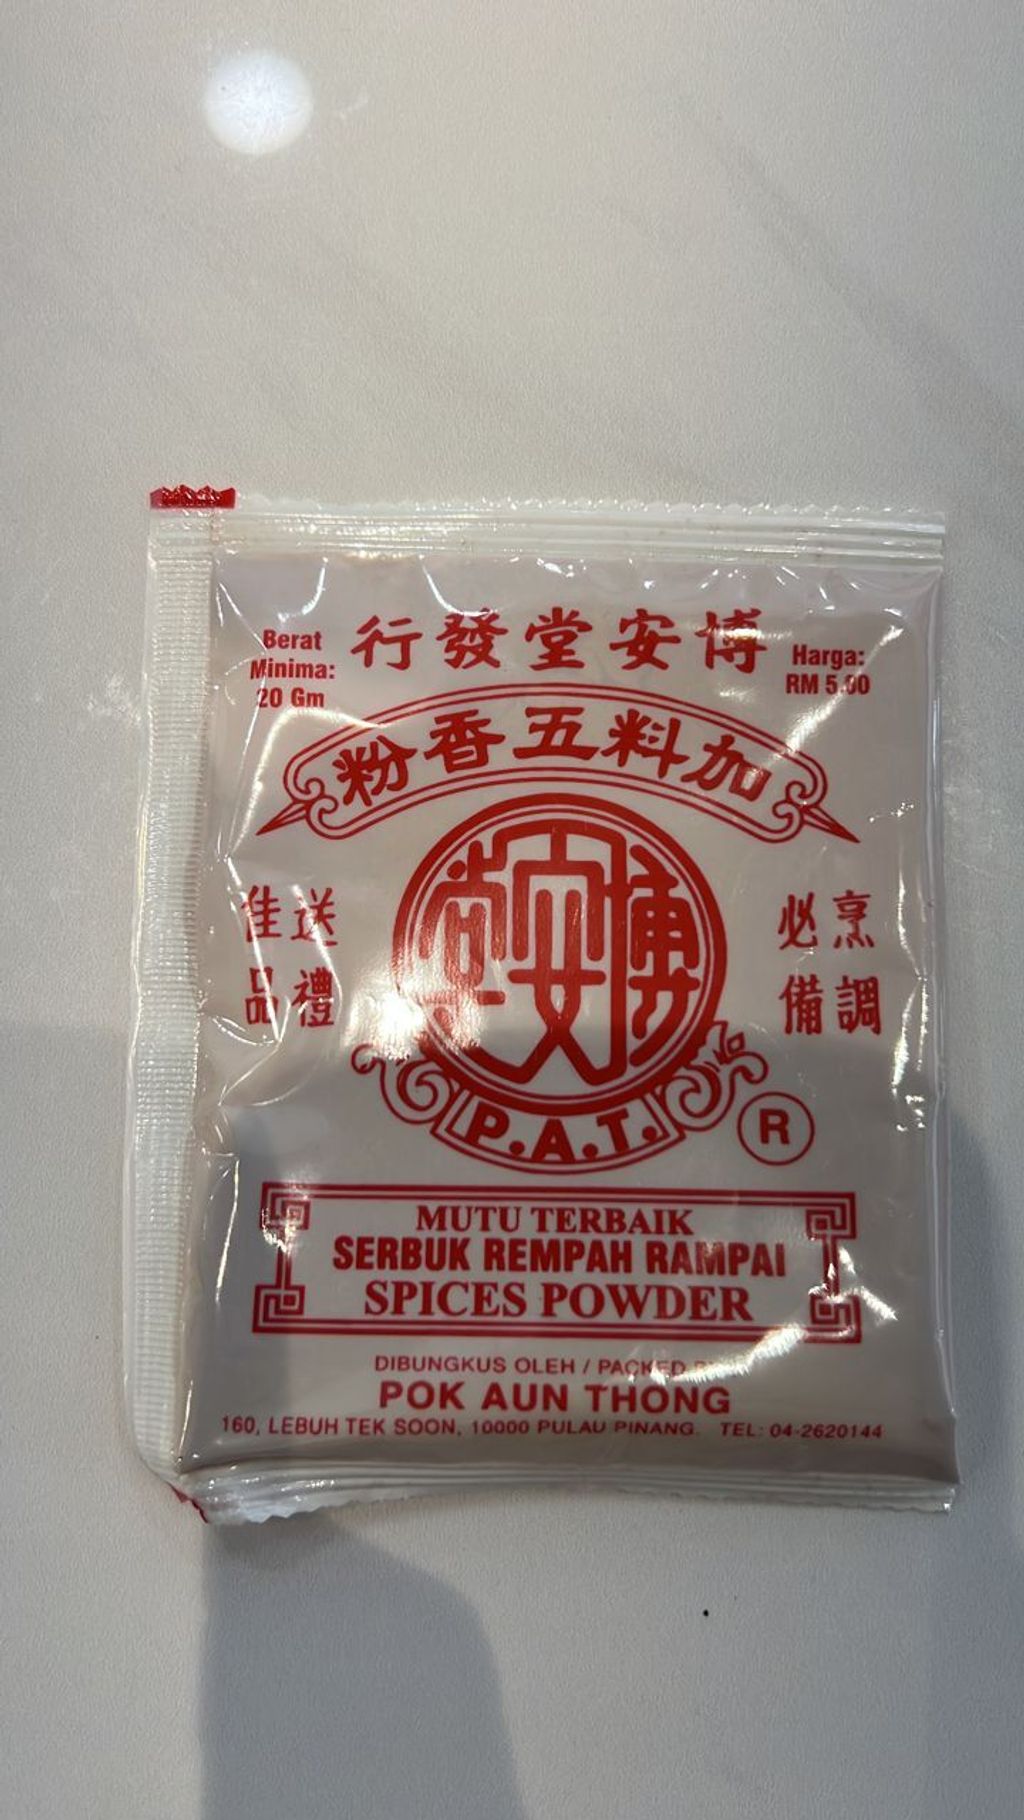 博安堂發行
Berat
Minima:
20 Gm
Harga:
RM 5.00
加料五香粉
烹調
必備
送禮
佳品
博安堂
P.A.T.
R
MUTU TERBAIK
SERBUK REMPAH RAMPAI
SPICES POWDER
DIBUNGKUS OLEH / PACKED
POK AUN THONG
160, LEBUH TEK SOON, 10000 PULAU PINANG. TEL: 04-2620144